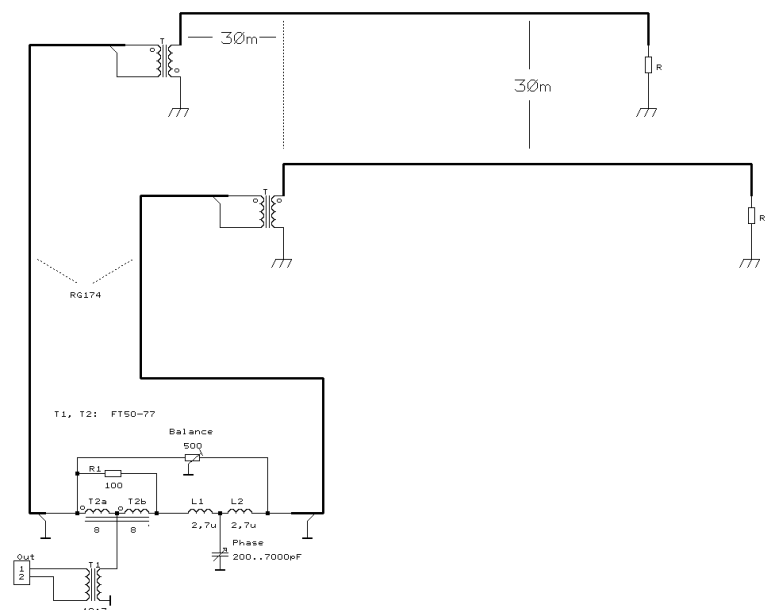 T
30m
R
30m
T
R
RG174
T1, T2: FT50-77
Balance
500
R1
100
T2a T2b L1 L2
8 8 2,7u 2,7u
Phase
200..7000pF
Out
1
2
T1